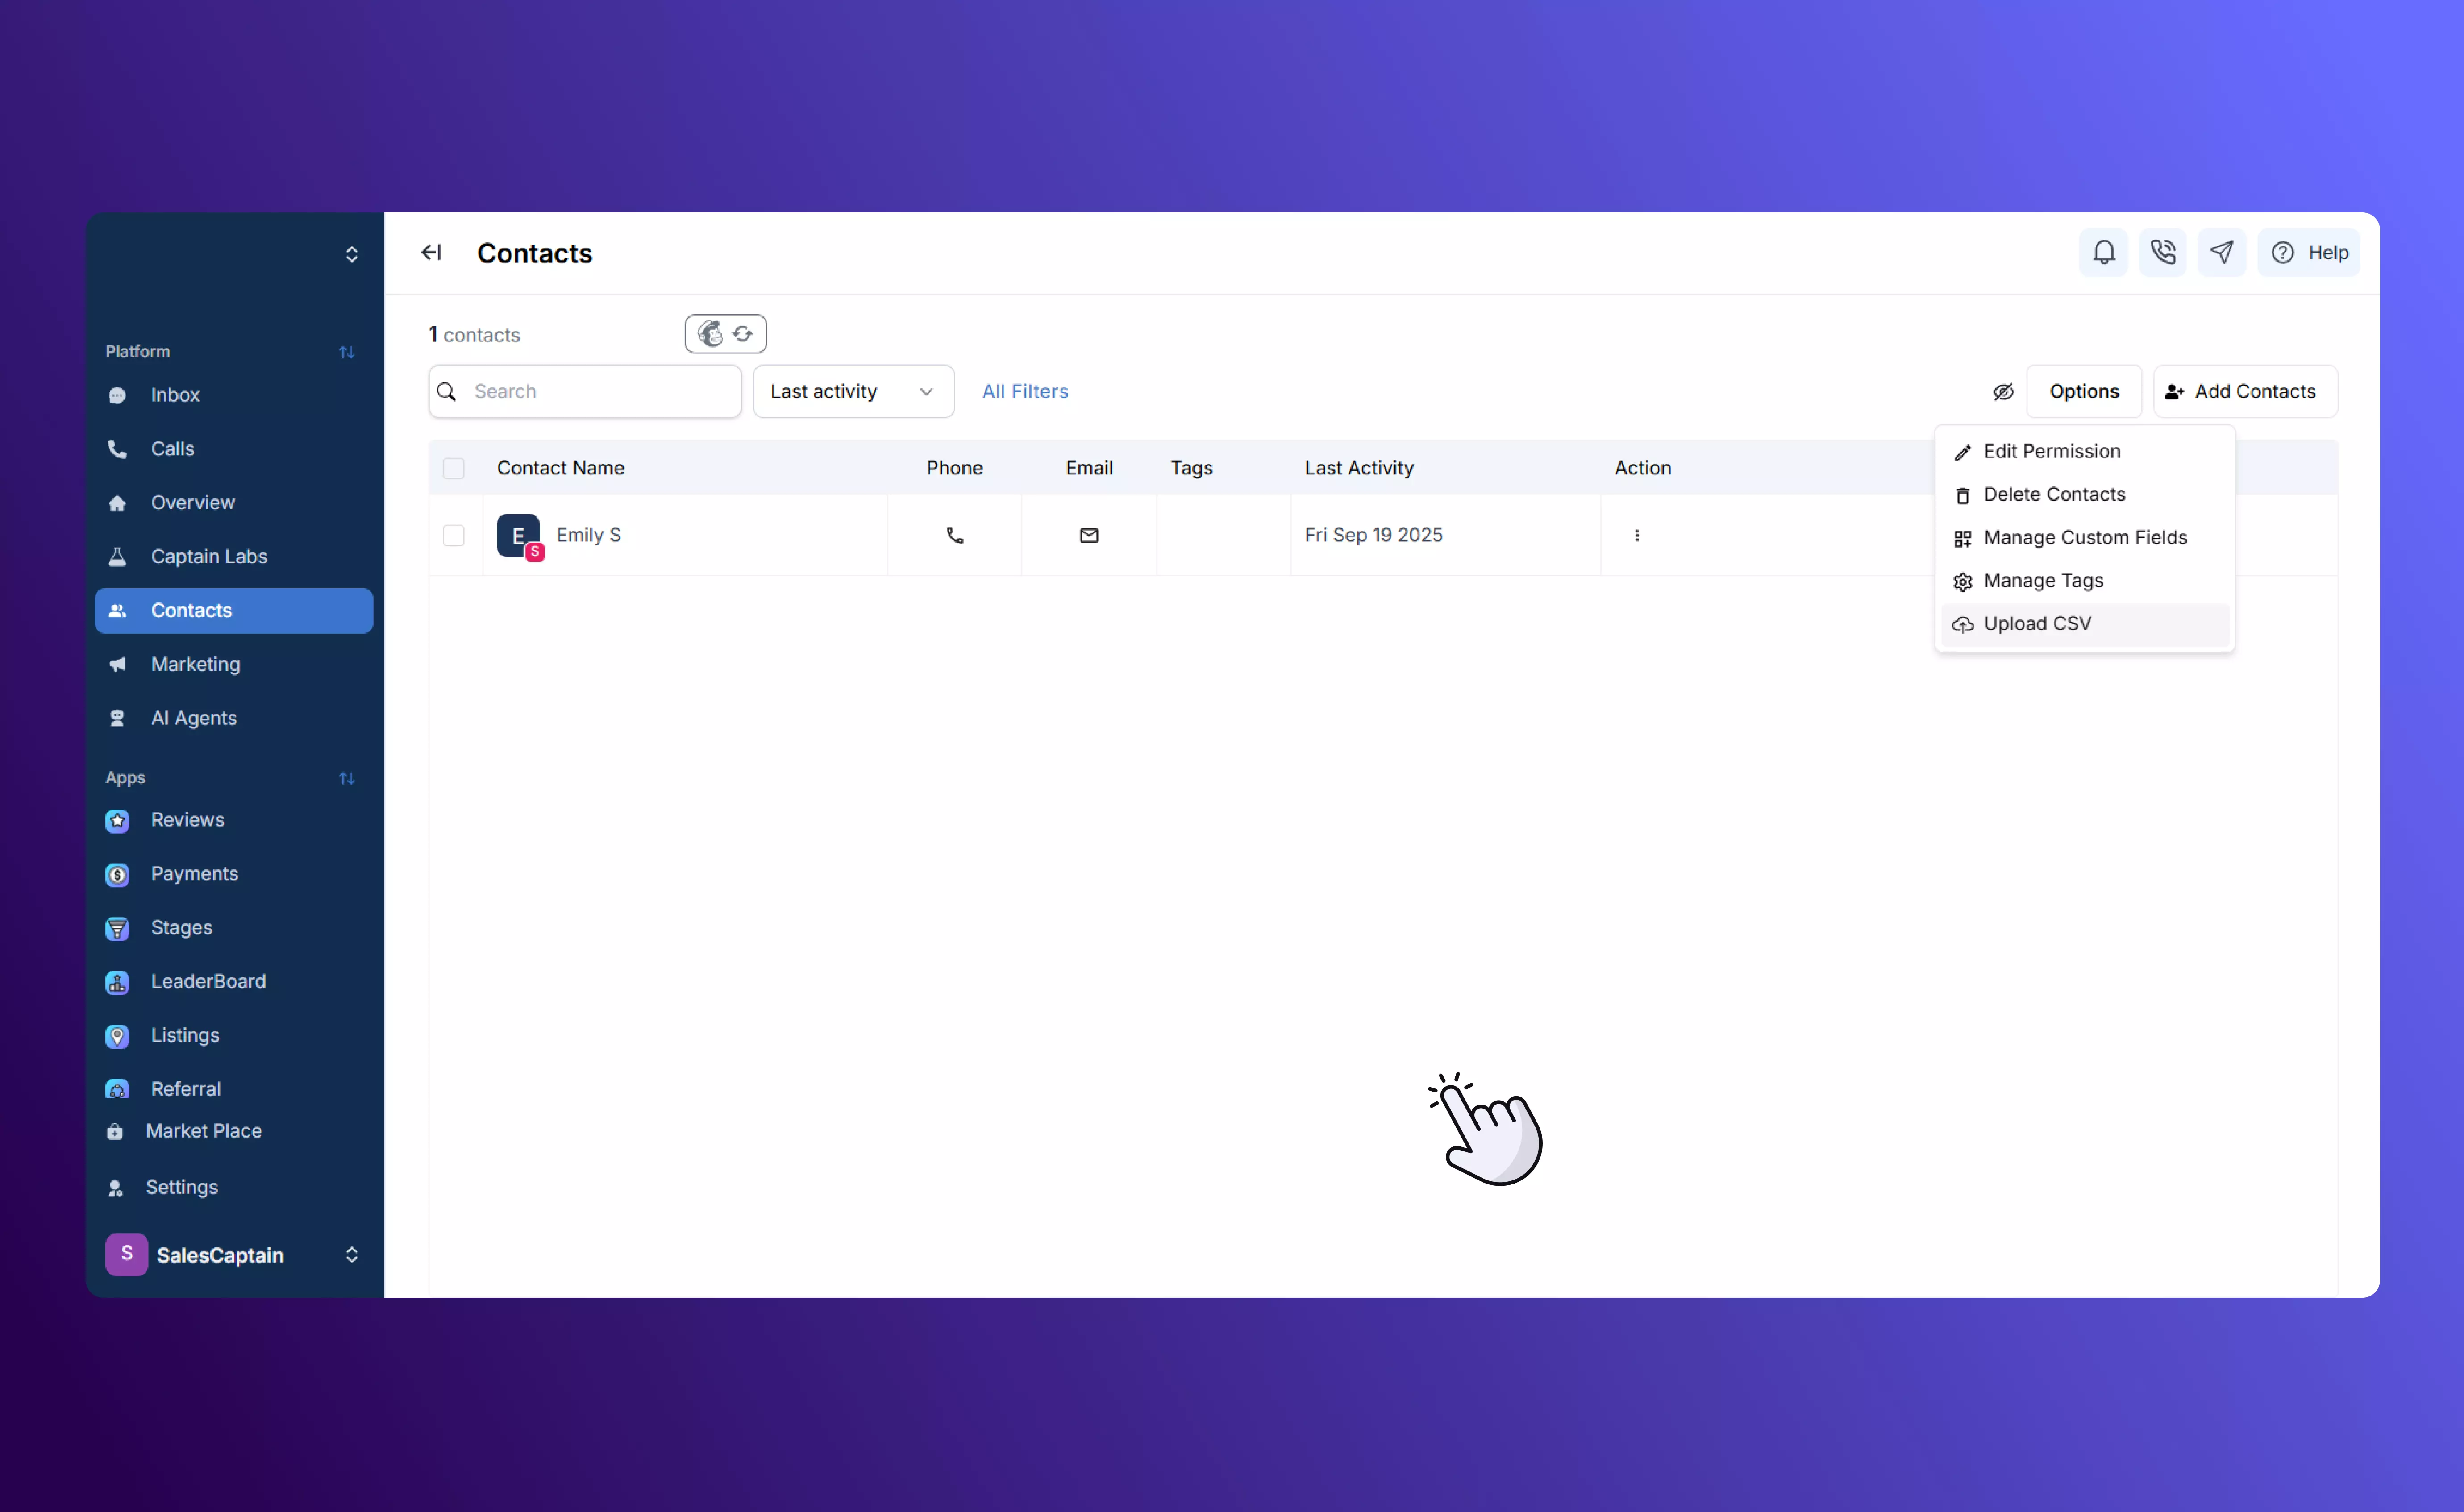 Contacts
Help
Platform
Inbox
Calls
Overview
Captain Labs
Contacts
Marketing
AI Agents
Apps
Reviews
Payments
Stages
LeaderBoard
Listings
Referral
Market Place
Settings
S SalesCaptain
1 contacts
Search
Last activity
All Filters
Options
Add Contacts
Contact Name Phone Email Tags Last Activity Action
E S Emily S Fri Sep 19 2025
Edit Permission
Delete Contacts
Manage Custom Fields
Manage Tags
Upload CSV